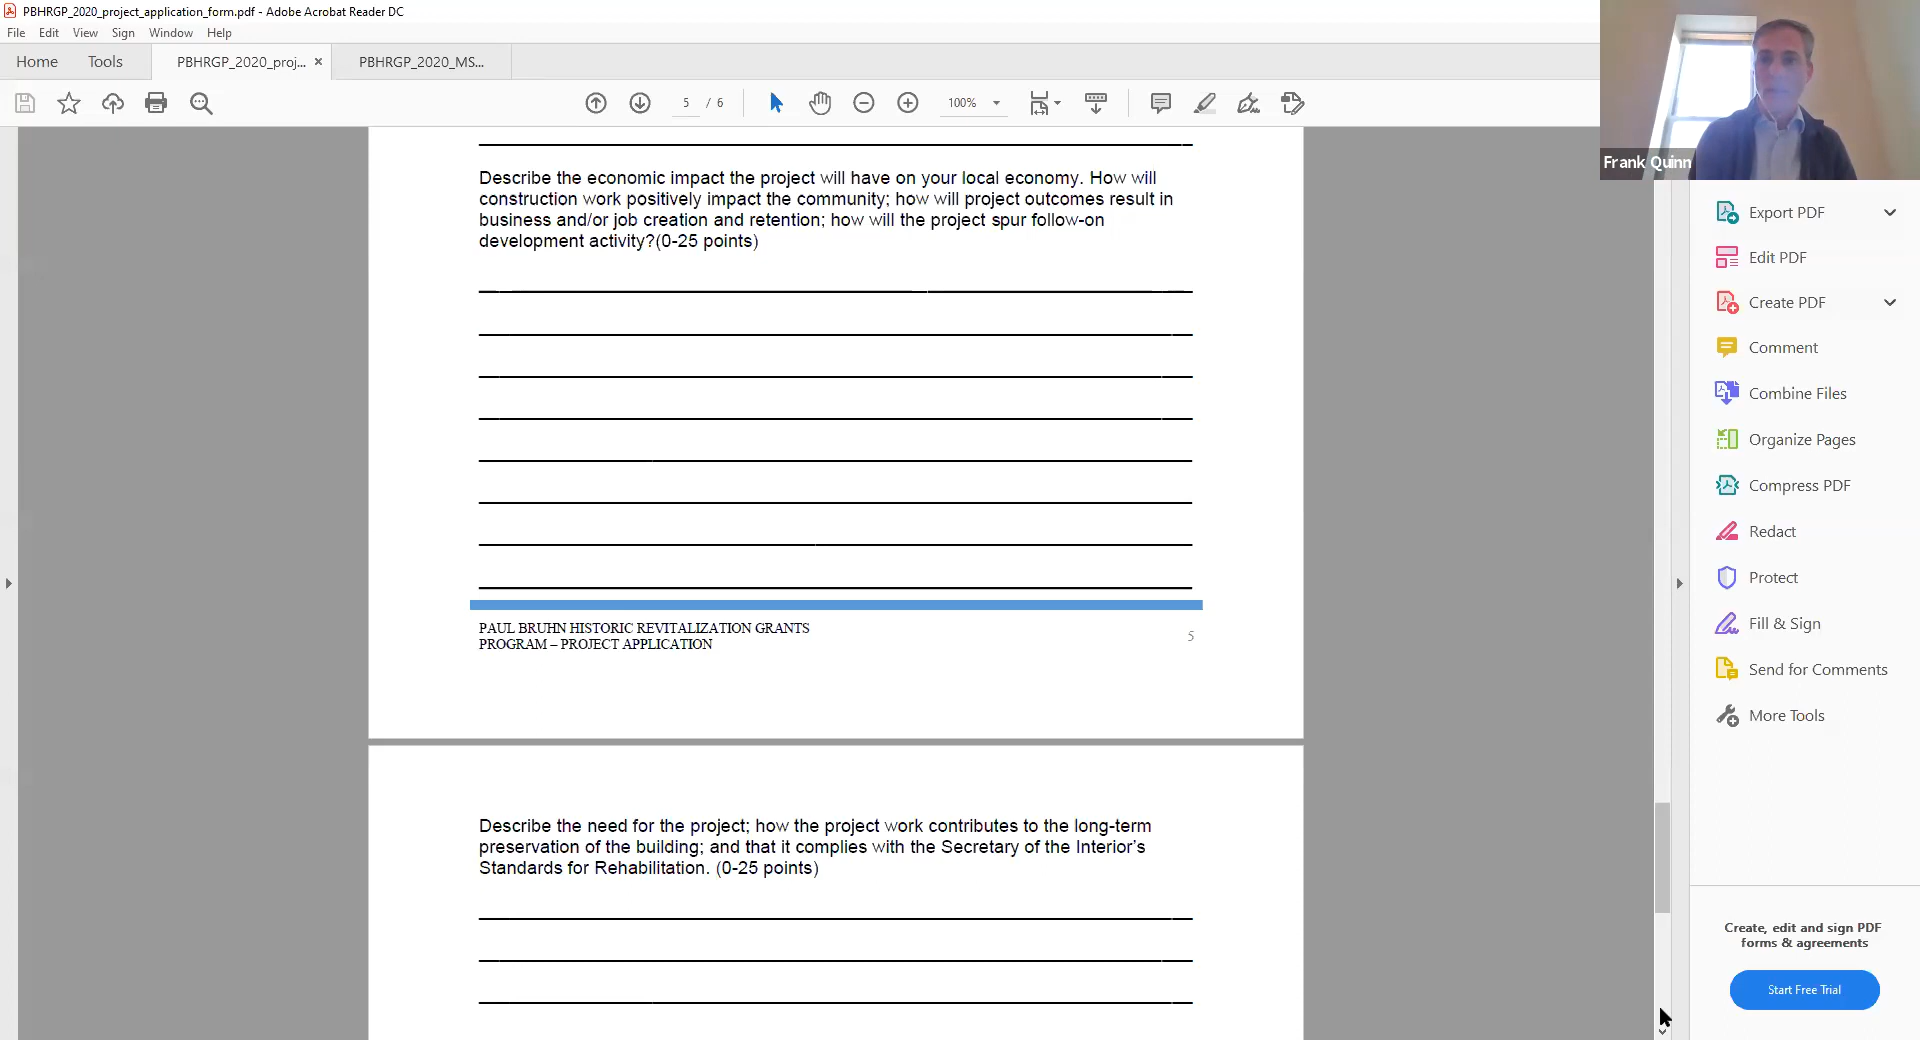 PBHRGP_2020_project_application_form.pdf - Adobe Acrobat Reader DC
File Edit View Sign Window Help
Home Tools PBHRGP_2020_proj... × PBHRGP_2020_MS...
5 / 6 100%
Frank Quinn
Describe the economic impact the project will have on your local economy. How will
construction work positively impact the community; how will project outcomes result in
business and/or job creation and retention; how will the project spur follow-on
development activity?(0-25 points)
PAUL BRUHN HISTORIC REVITALIZATION GRANTS
PROGRAM – PROJECT APPLICATION
5
Describe the need for the project; how the project work contributes to the long-term
preservation of the building; and that it complies with the Secretary of the Interior’s
Standards for Rehabilitation. (0-25 points)
Export PDF
Edit PDF
Create PDF
Comment
Combine Files
Organize Pages
Compress PDF
Redact
Protect
Fill & Sign
Send for Comments
More Tools
Create, edit and sign PDF
forms & agreements
Start Free Trial